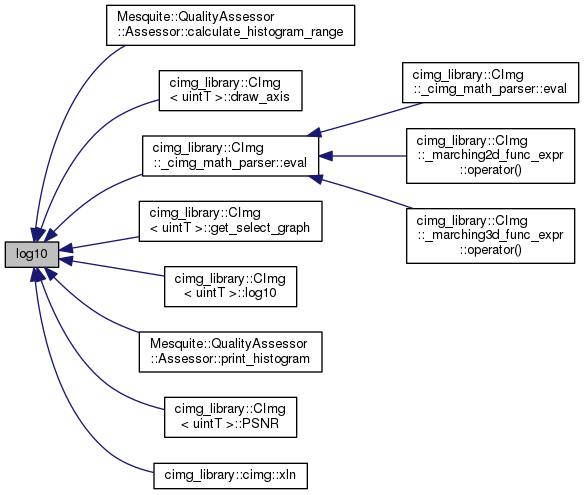 Mesquite::QualityAssessor
::Assessor::calculate_histogram_range
cimg_library::CImg
< uintT >::draw_axis
cimg_library::CImg
::_cimg_math_parser::eval
cimg_library::CImg
::_cimg_math_parser::eval
cimg_library::CImg
::_marching2d_func_expr
::operator()
cimg_library::CImg
::_marching3d_func_expr
::operator()
cimg_library::CImg
< uintT >::get_select_graph
log10
cimg_library::CImg
< uintT >::log10
Mesquite::QualityAssessor
::Assessor::print_histogram
cimg_library::CImg
< uintT >::PSNR
cimg_library::cimg::xln